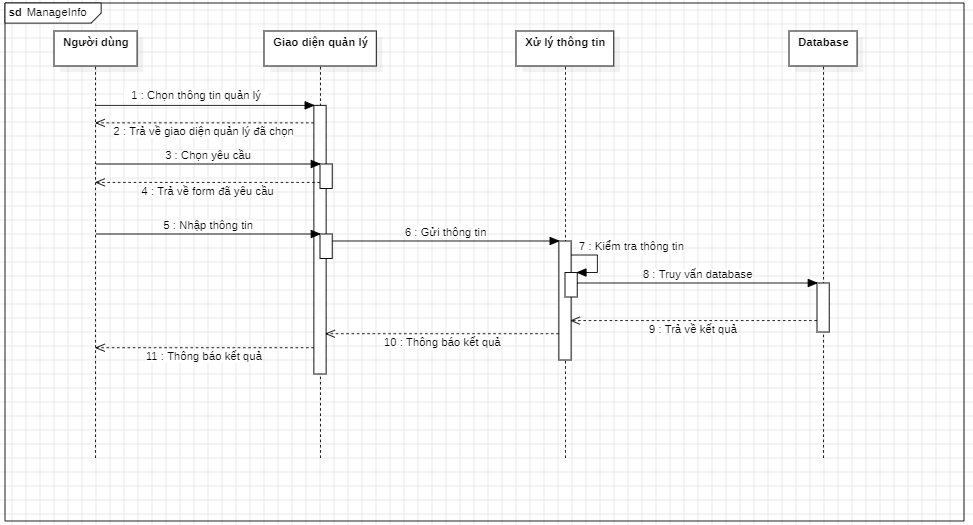 sd ManageInfo
Người dùng
Giao diện quản lý
Xử lý thông tin
Database
1 : Chọn thông tin quản lý
2 : Trả về giao diện quản lý đã chọn
3 : Chọn yêu cầu
4 : Trả về form đã yêu cầu
5 : Nhập thông tin
6 : Gửi thông tin
7 : Kiểm tra thông tin
8 : Truy vấn database
9 : Trả về kết quả
10 : Thông báo kết quả
11 : Thông báo kết quả